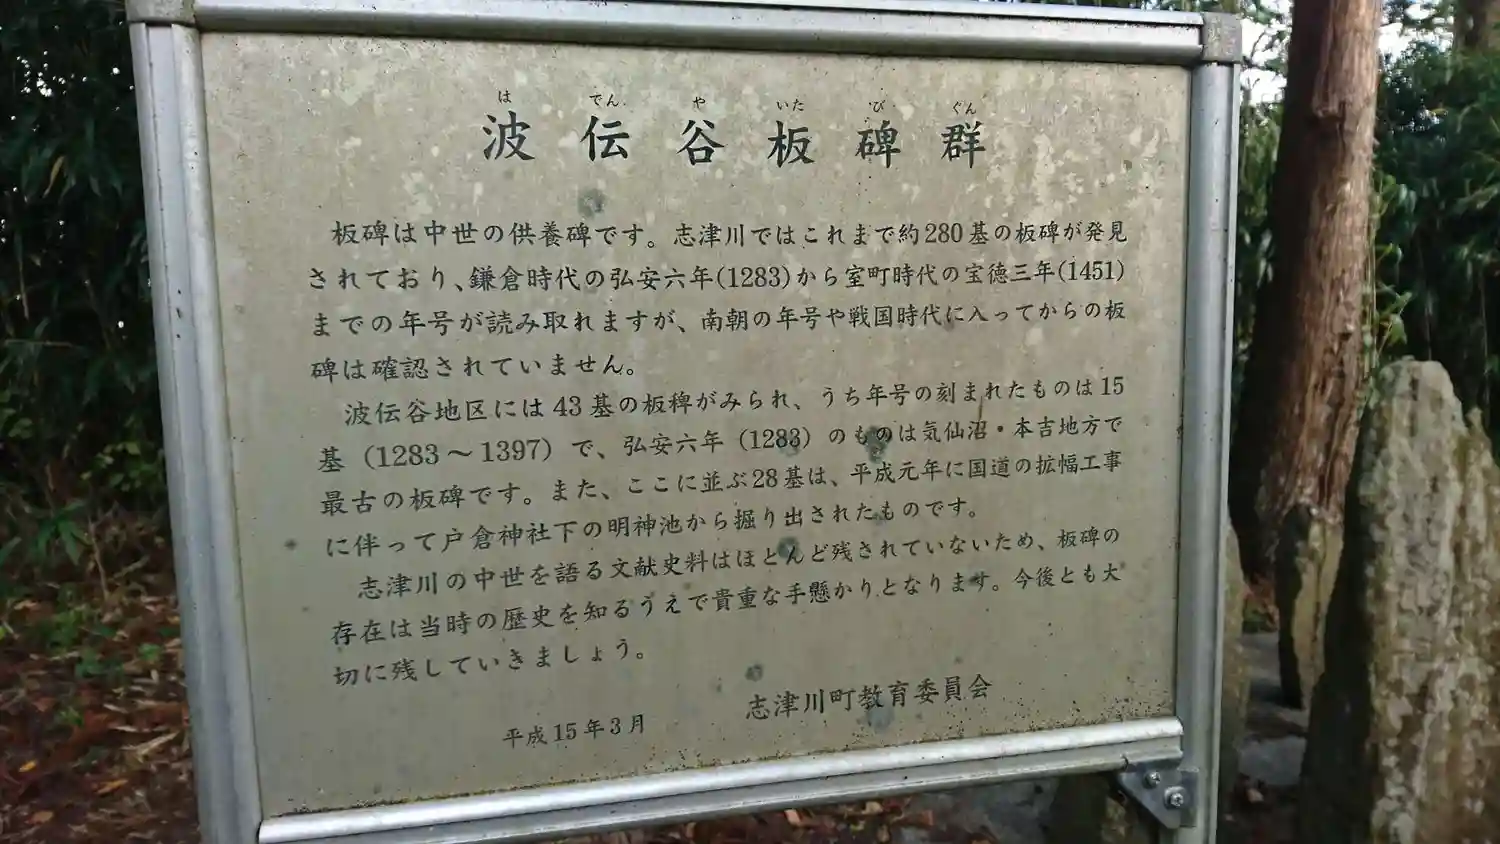 は でん や いた び ぐん
波伝谷板碑群
板碑は中世の供養碑です。志津川ではこれまで約280基の板碑が発見
されており、鎌倉時代の弘安六年(1283)から室町時代の宝徳三年(1451)
までの年号が読み取れますが、南朝の年号や戦国時代に入ってからの板
碑は確認されていません。
波伝谷地区には43基の板稗がみられ、うち年号の刻まれたものは15
基（1283～1397）で、弘安六年（1283）のものは気仙沼・本吉地方で
最古の板碑です。また、ここに並ぶ28基は、平成元年に国道の拡幅工事
に伴って戸倉神社下の明神池から掘り出されたものです。
志津川の中世を語る文献史料はほとんど残されていないため、板碑の
存在は当時の歴史を知るうえで貴重な手懸かりとなります。今後とも大
切に残していきましょう。
平成15年3月 志津川町教育委員会